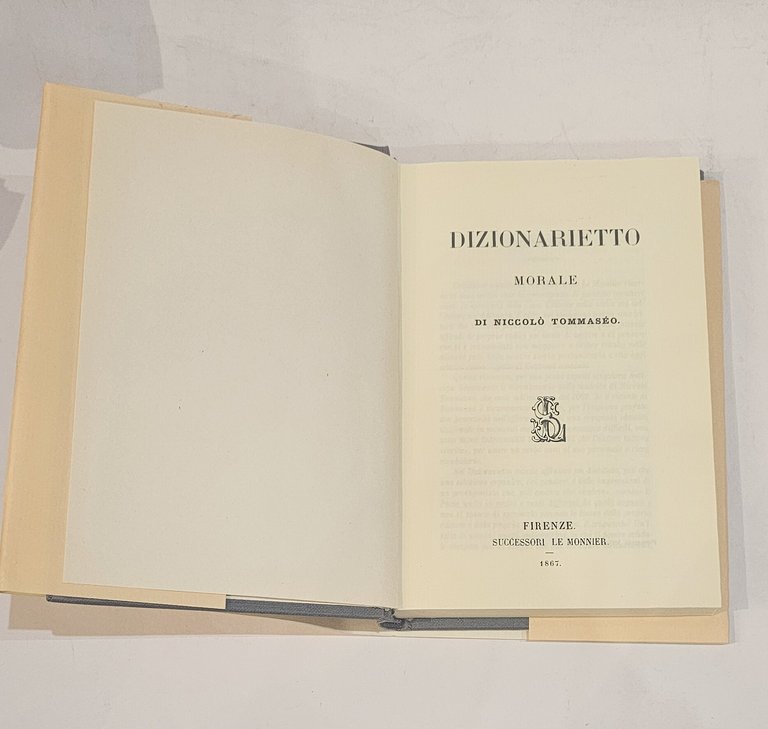 DIZIONARIETTO
MORALE
DI NICCOLÒ TOMMASÉO.
FIRENZE.
SUCCESSORI LE MONNIER.
1867.